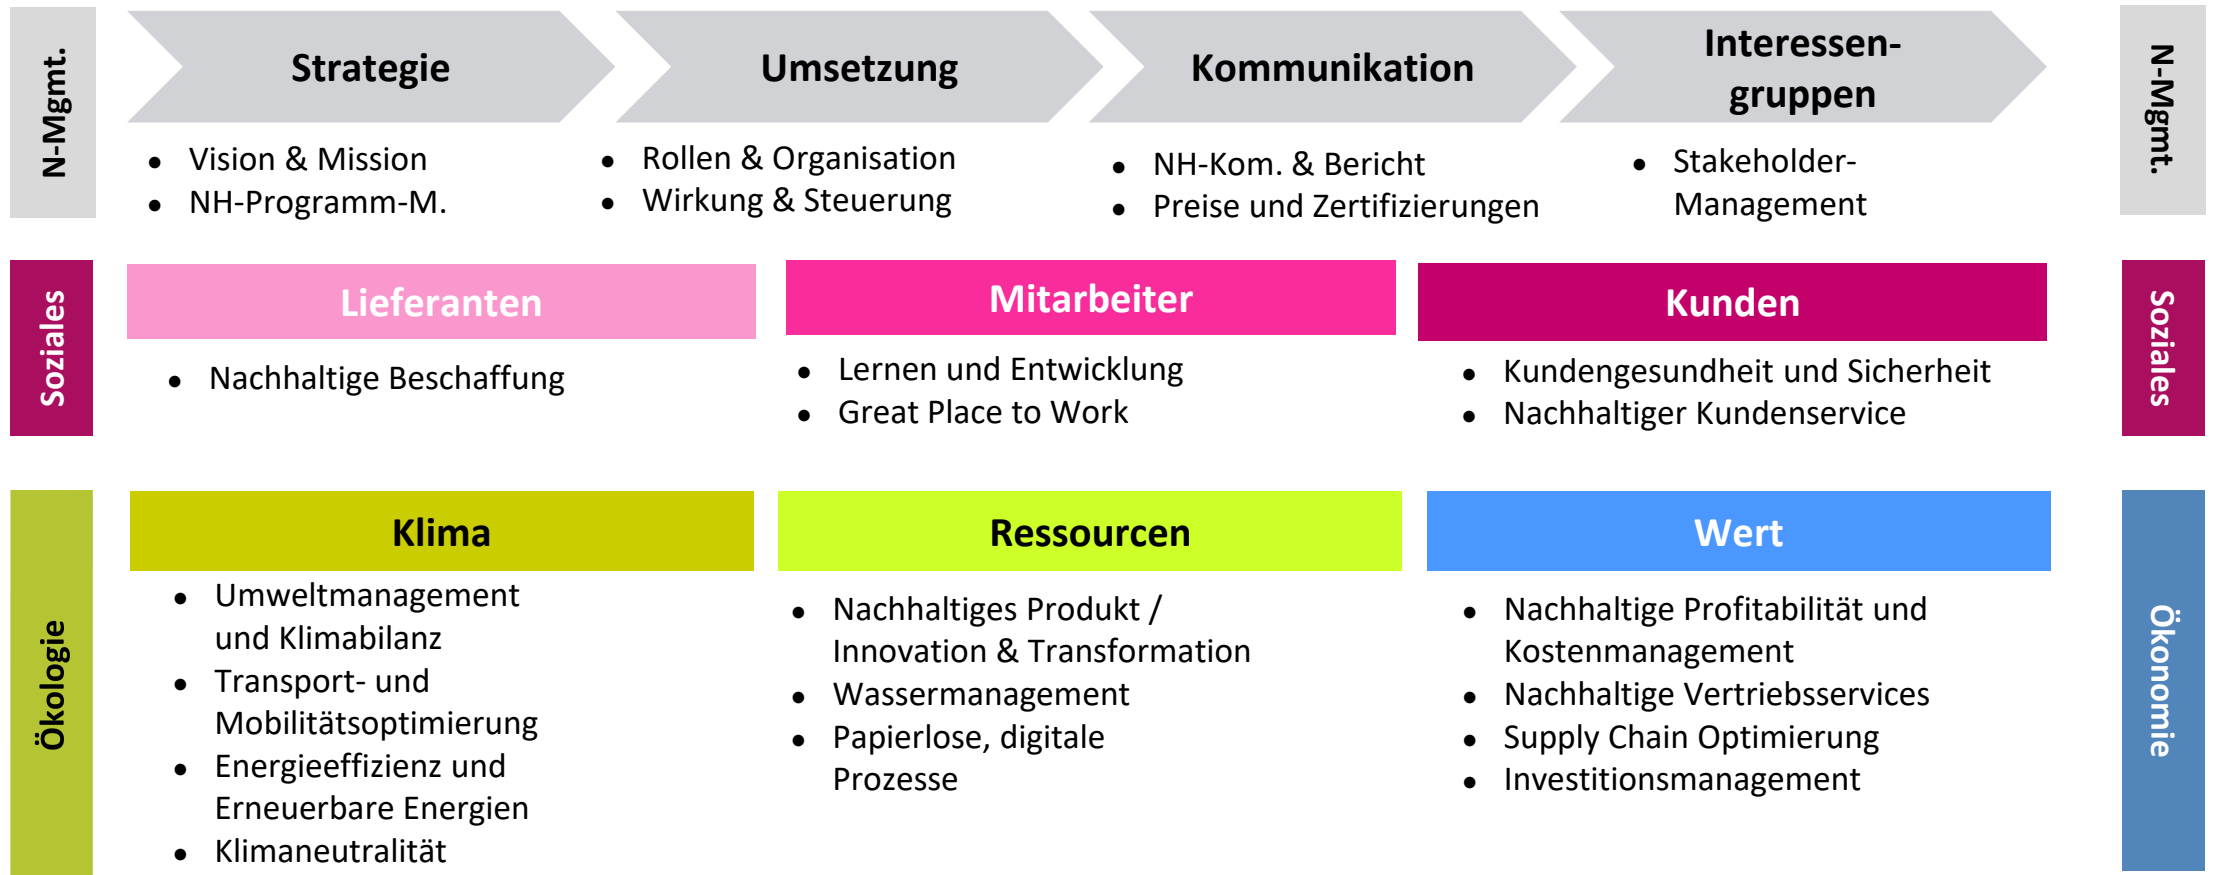 N-Mgmt.
Strategie
Umsetzung
Kommunikation
Interessen-
gruppen
N-Mgmt.
• Vision & Mission
• NH-Programm-M.
• Rollen & Organisation
• Wirkung & Steuerung
• NH-Kom. & Bericht
• Preise und Zertifizierungen
• Stakeholder-
Management
Soziales
Lieferanten
Mitarbeiter
Kunden
Soziales
• Nachhaltige Beschaffung
• Lernen und Entwicklung
• Great Place to Work
• Kundengesundheit und Sicherheit
• Nachhaltiger Kundenservice
Ökologie
Klima
Ressourcen
Wert
Ökonomie
• Umweltmanagement
und Klimabilanz
• Transport- und
Mobilitätsoptimierung
• Energieeffizienz und
Erneuerbare Energien
• Klimaneutralität
• Nachhaltiges Produkt /
Innovation & Transformation
• Wassermanagement
• Papierlose, digitale
Prozesse
• Nachhaltige Profitabilität und
Kostenmanagement
• Nachhaltige Vertriebsservices
• Supply Chain Optimierung
• Investitionsmanagement